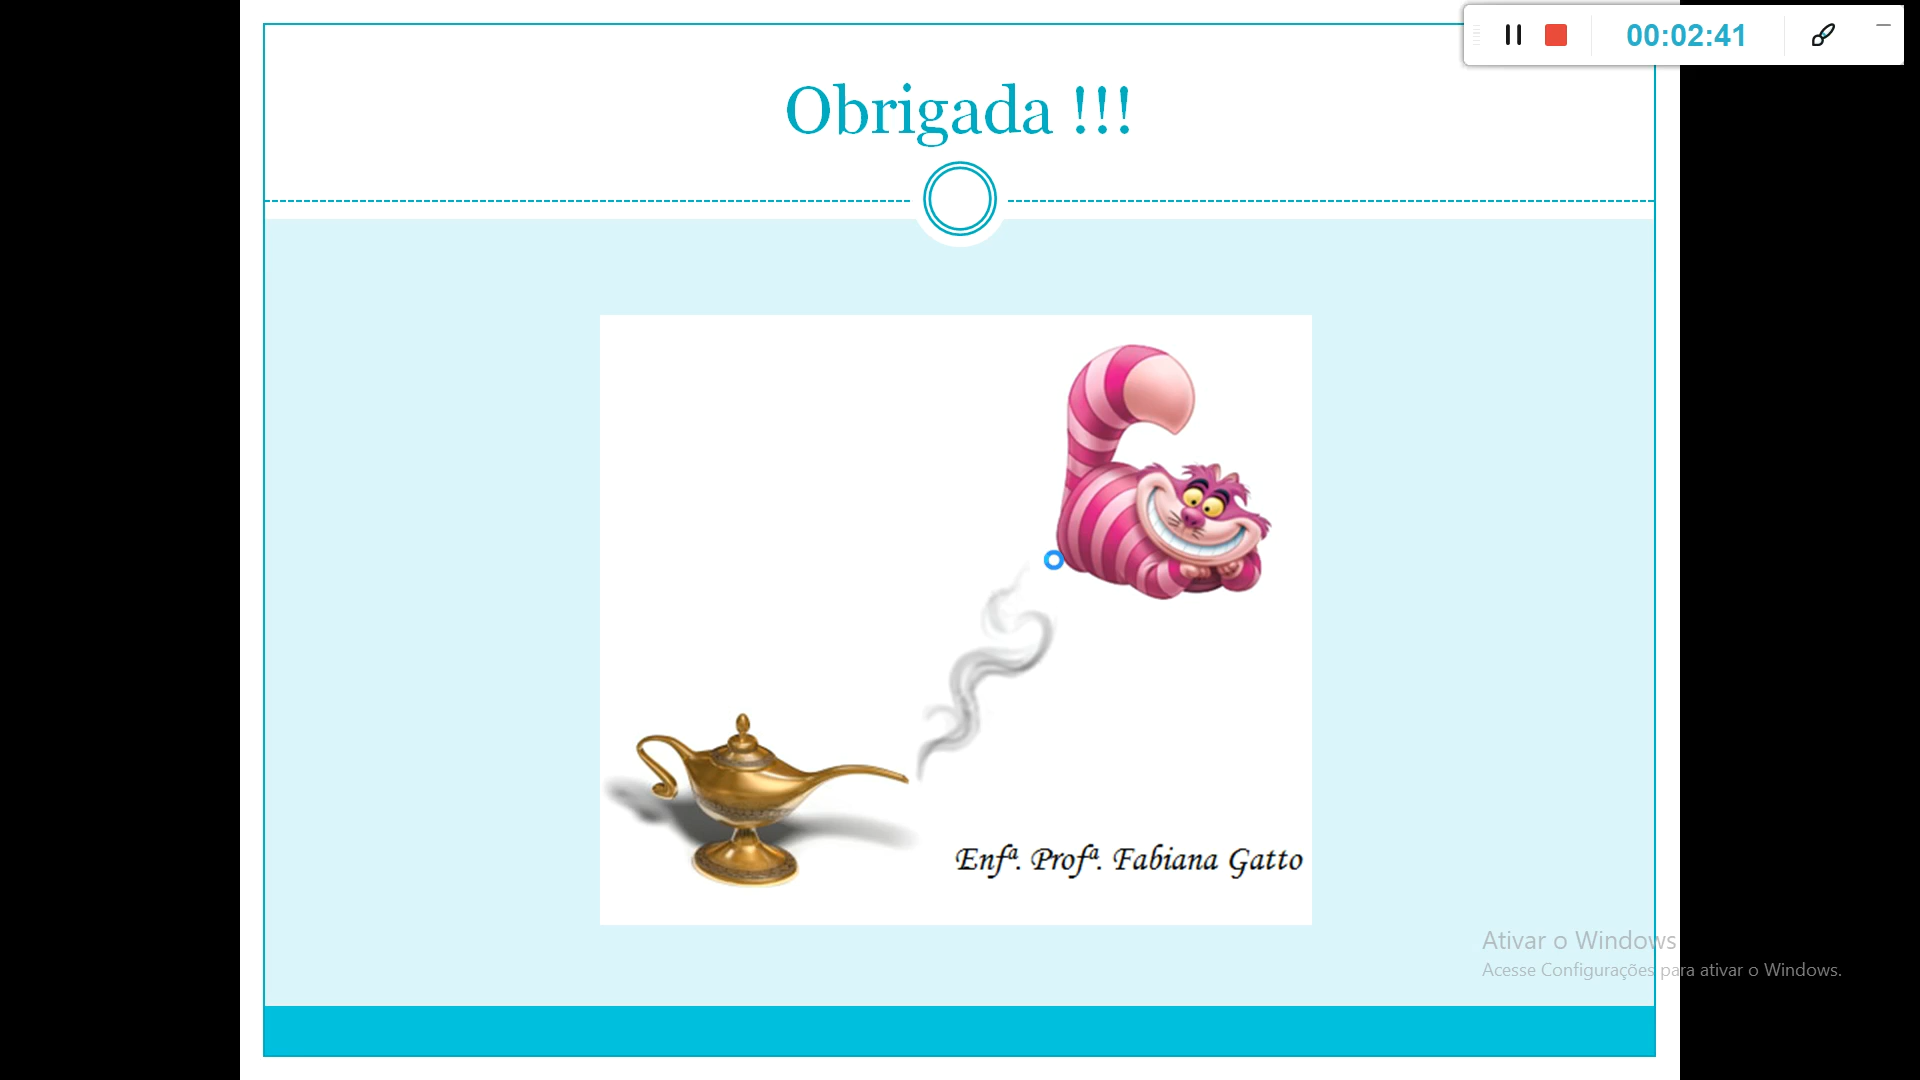 00:02:41
Obrigada !!!
Enfª. Profª. Fabiana Gatto
Ativar o Windows
Acesse Configurações para ativar o Windows.